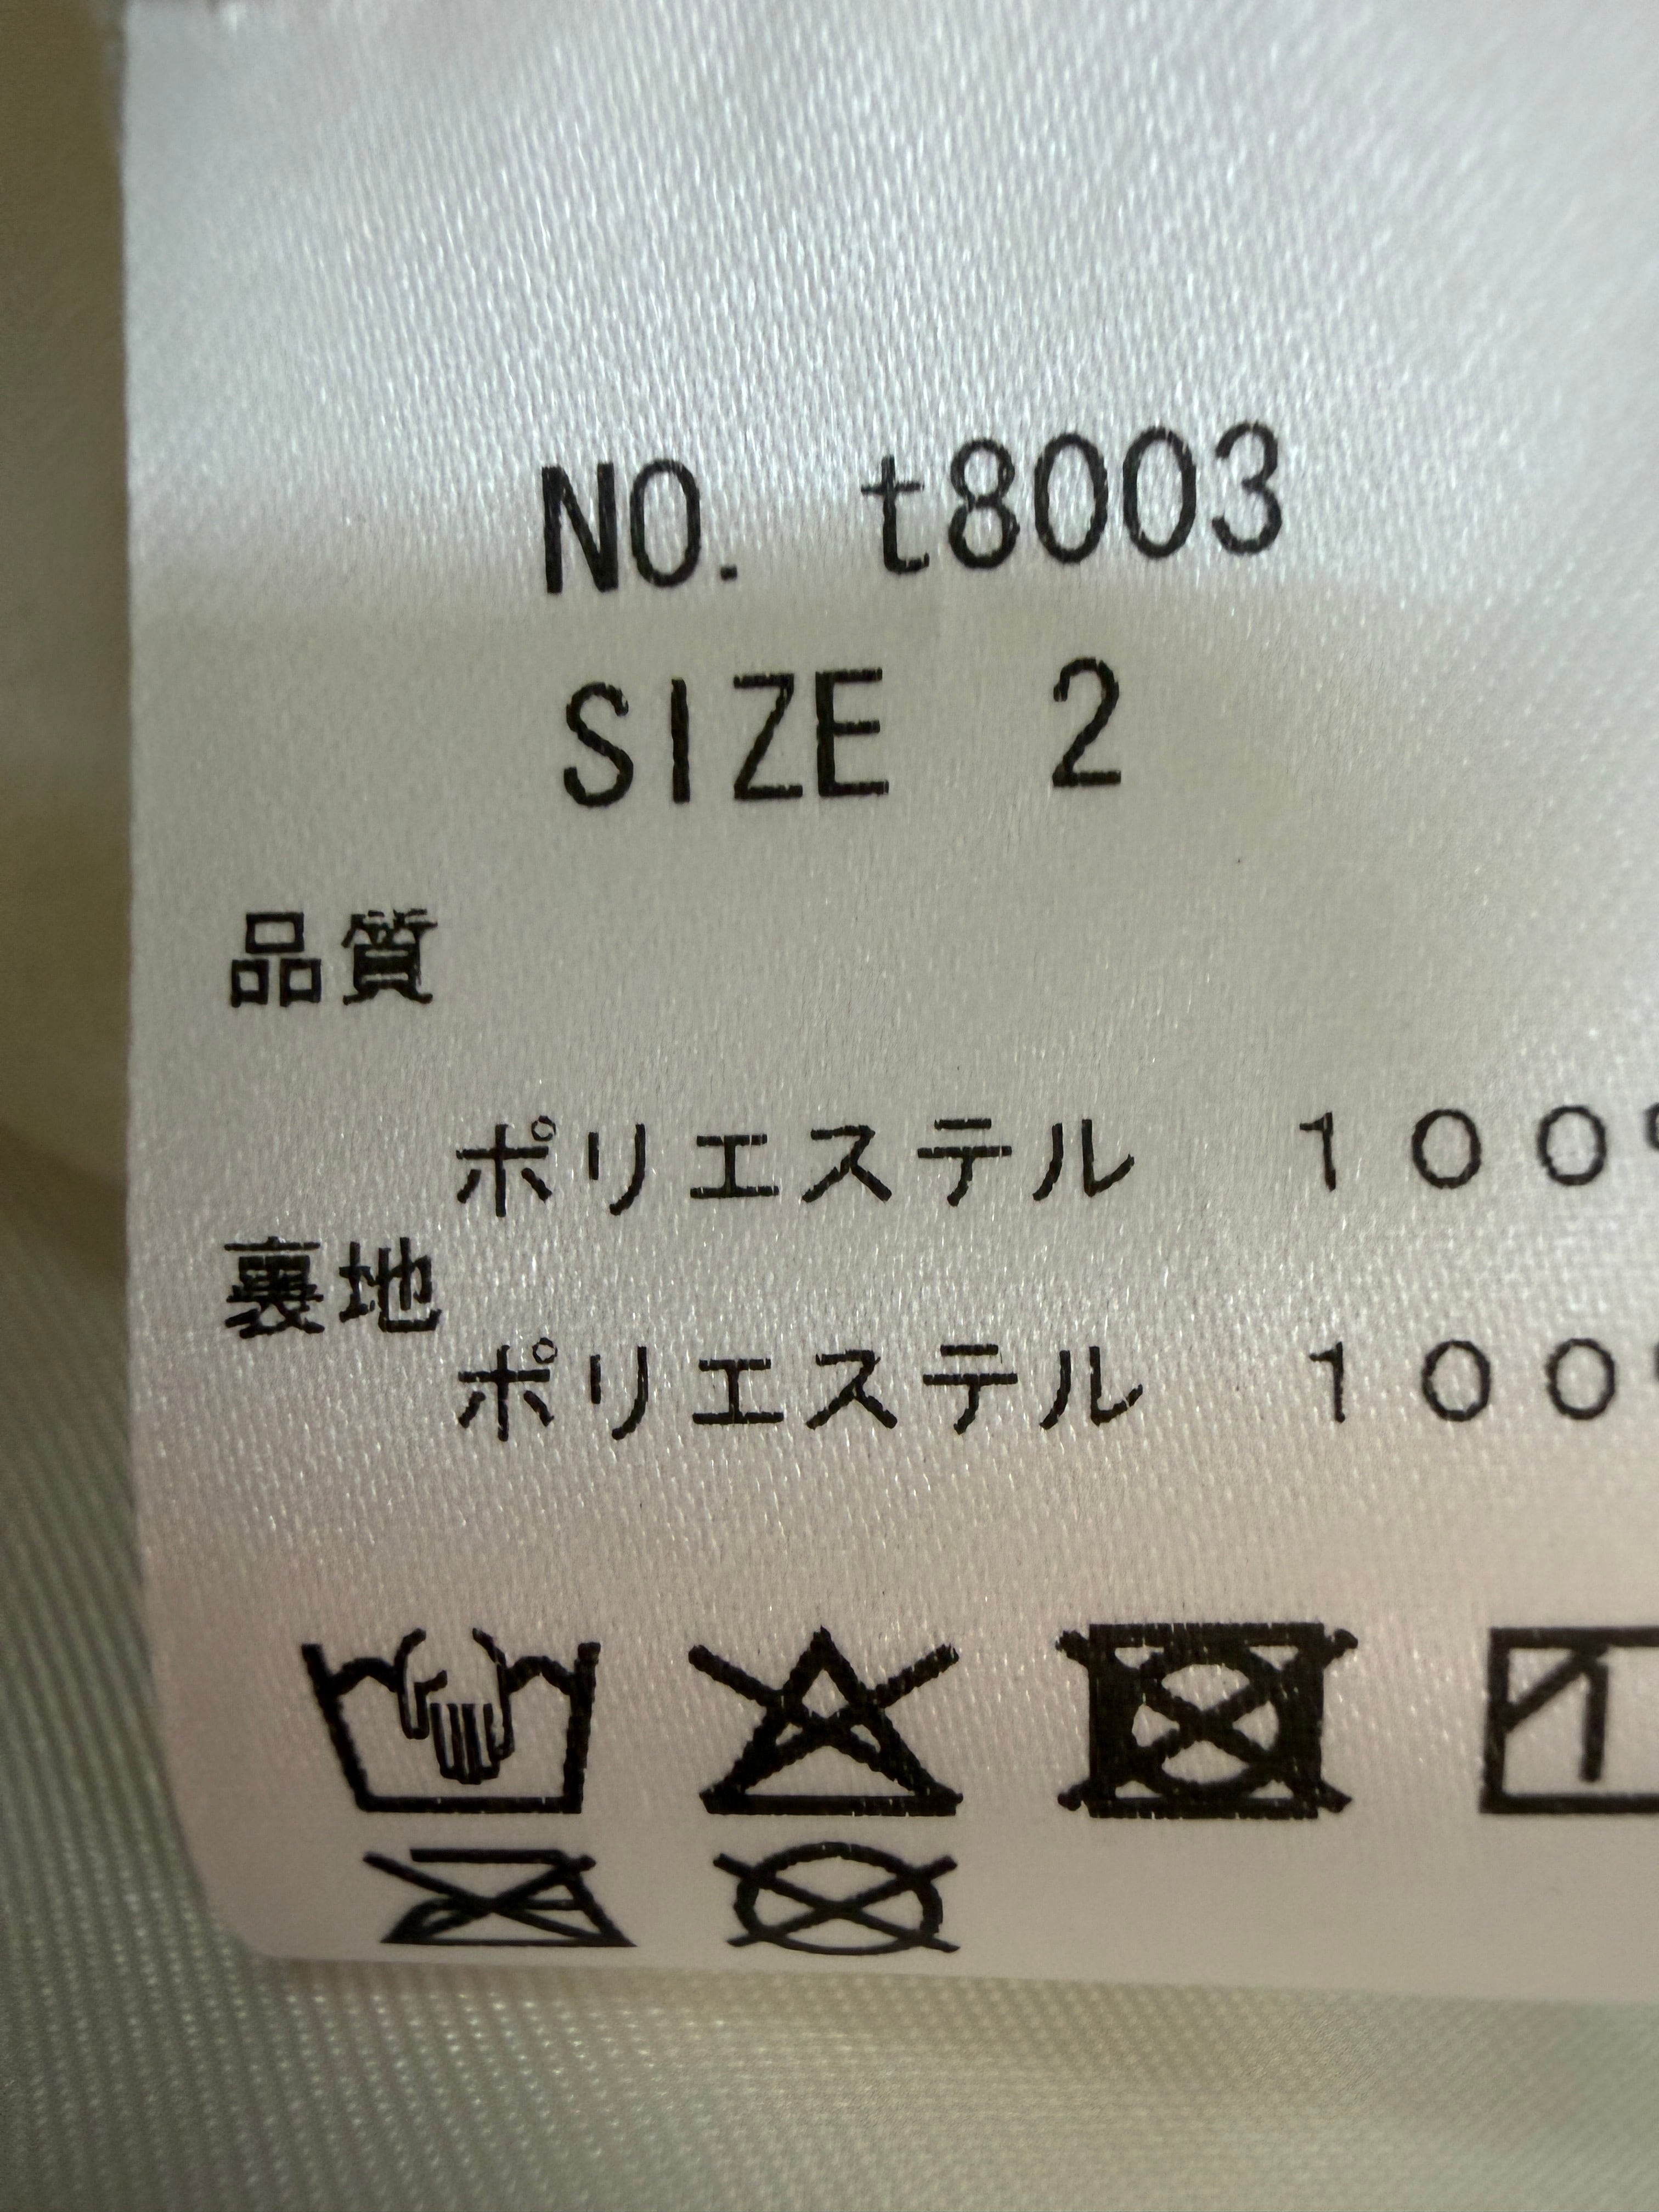 NO. t8003
SIZE 2
品質
ポリエステル 100%
裏地
ポリエステル 100%